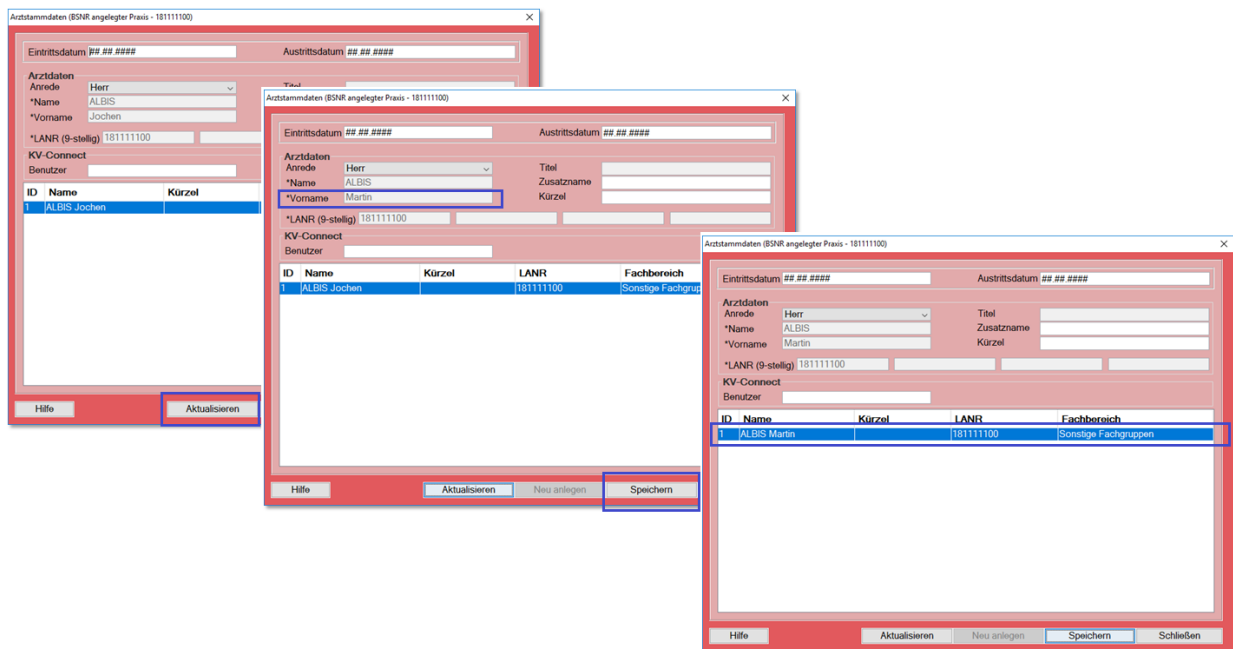 Arztstammdaten (BSNR angelegter Praxis - 181111100)
Eintrittsdatum ##.##.#### Austrittsdatum ##.##.####
Arztdaten
Anrede Herr Titel
*Name ALBIS
*Vorname Jochen
*LANR (9-stellig) 181111100
KV-Connect
Benutzer
ID Name Kürzel
1 ALBIS Jochen
Hilfe Aktualisieren
Arztstammdaten (BSNR angelegter Praxis - 181111100)
Eintrittsdatum ##.##.#### Austrittsdatum ##.##.####
Arztdaten
Anrede Herr Titel
*Name ALBIS Zusatzname
*Vorname Martin Kürzel
*LANR (9-stellig) 181111100
KV-Connect
Benutzer
ID Name Kürzel LANR Fachbereich
1 ALBIS Jochen 181111100 Sonstige Fachgrup
Hilfe Aktualisieren Neu anlegen Speichern
Arztstammdaten (BSNR angelegter Praxis - 181111100)
Eintrittsdatum ##.##.#### Austrittsdatum ##.##.####
Arztdaten
Anrede Herr Titel
*Name ALBIS Zusatzname
*Vorname Martin Kürzel
*LANR (9-stellig) 181111100
KV-Connect
Benutzer
ID Name Kürzel LANR Fachbereich
1 ALBIS Martin 181111100 Sonstige Fachgruppen
Hilfe Aktualisieren Neu anlegen Speichern Schließen